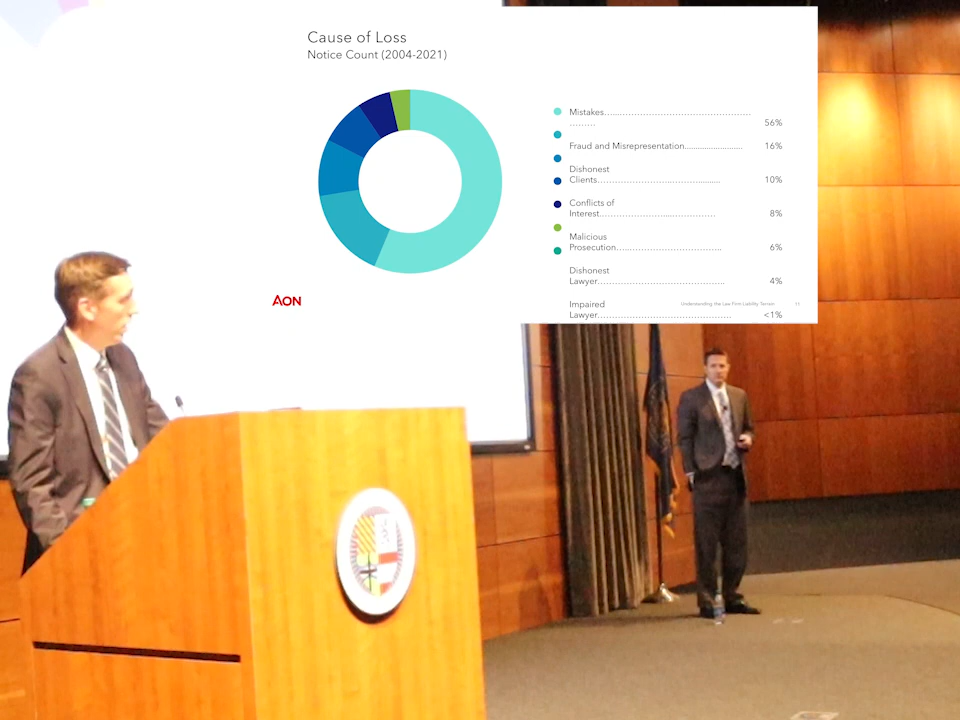 Cause of Loss
Notice Count (2004-2021)
Mistakes……………………………………………
……… 56%
Fraud and Misrepresentation.......................... 16%
Dishonest
Clients………………………………........... 10%
Conflicts of
Interest……………………...……………… 8%
Malicious
Prosecution……………………………….. 6%
Dishonest
Lawyer…………………………………….. 4%
Impaired
Lawyer……………………………………….. <1%
AON
Understanding the Law Firm Liability Terrain 11